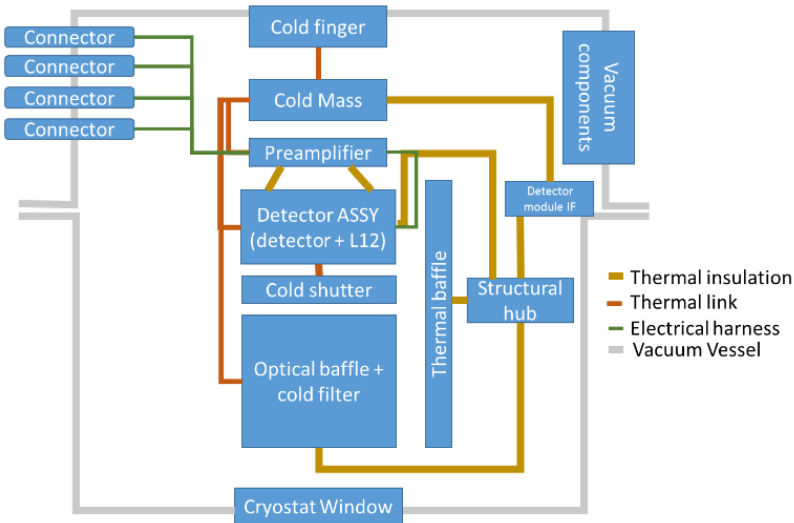 Cold finger
Connector
Connector
Connector
Connector
Vacuum
components
Cold Mass
Preamplifier
Detector
module IF
Detector ASSY
(detector + L12)
Cold shutter
Thermal baffle
Structural
hub
Optical baffle +
cold filter
Cryostat Window
Thermal insulation
Thermal link
Electrical harness
Vacuum Vessel